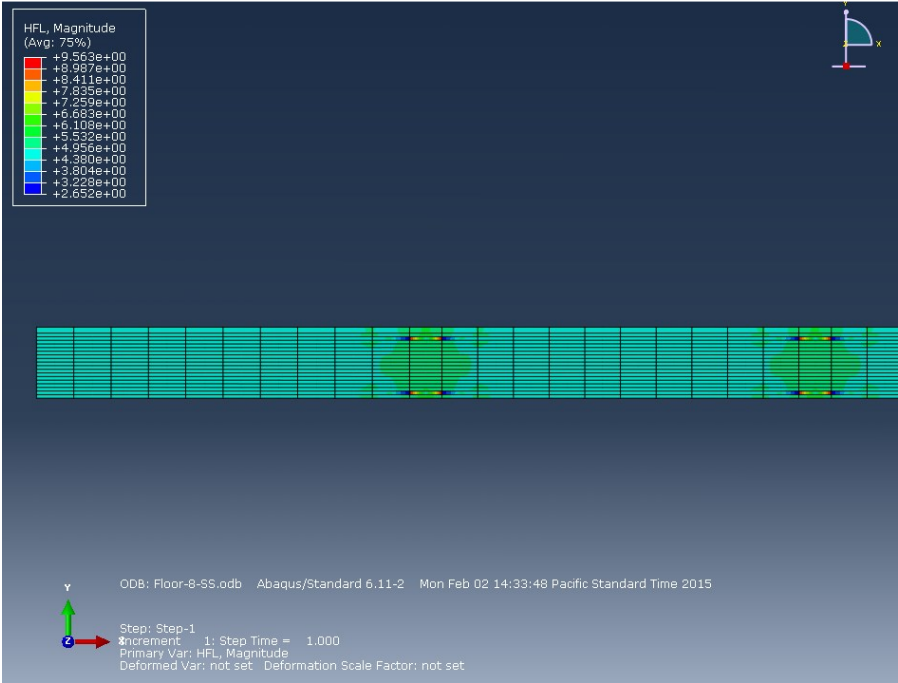 HFL, Magnitude
(Avg: 75%)
+9.563e+00
+8.987e+00
+8.411e+00
+7.835e+00
+7.259e+00
+6.683e+00
+6.108e+00
+5.532e+00
+4.956e+00
+4.380e+00
+3.804e+00
+3.228e+00
+2.652e+00
Y
Z
X
Y
Z
X
ODB: Floor-8-SS.odb Abaqus/Standard 6.11-2 Mon Feb 02 14:33:48 Pacific Standard Time 2015
Step: Step-1
Increment 1: Step Time = 1.000
Primary Var: HFL, Magnitude
Deformed Var: not set Deformation Scale Factor: not set